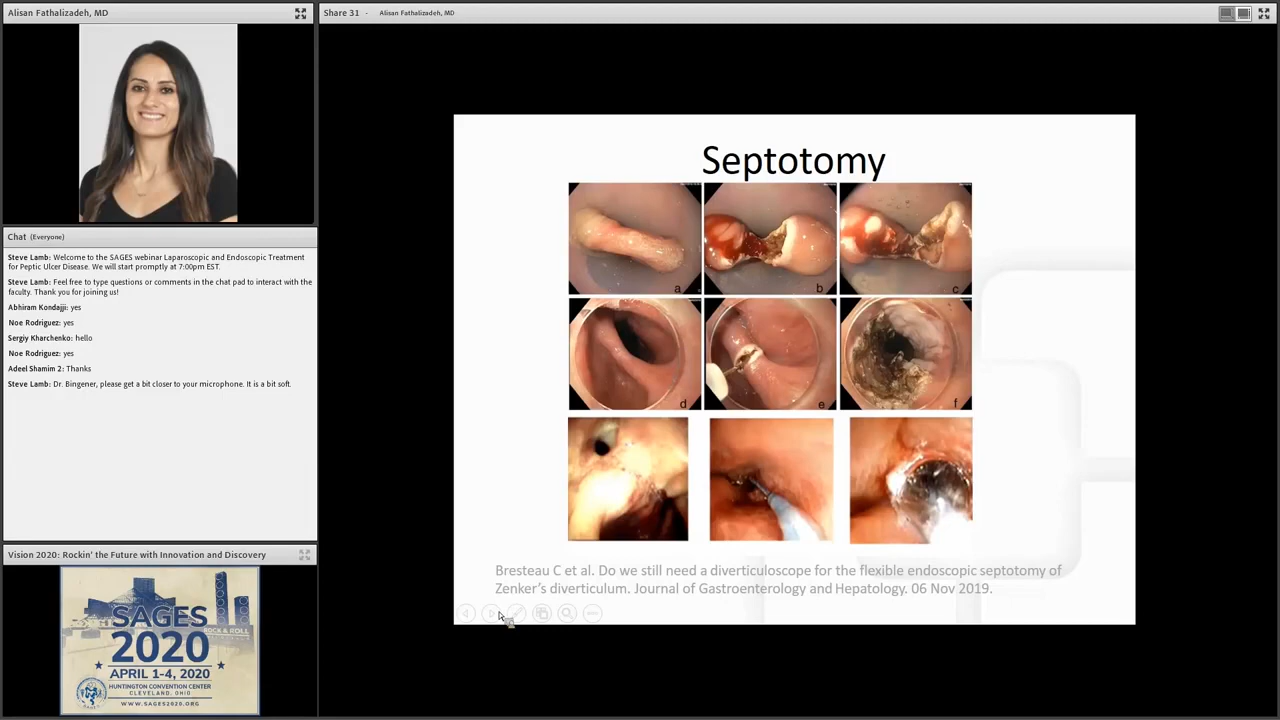 Alisan Fathalizadeh, MD
Share 31 - Alisan Fathalizadeh, MD
Chat (Everyone)
Steve Lamb: Welcome to the SAGES webinar Laparoscopic and Endoscopic Treatment
for Peptic Ulcer Disease. We will start promptly at 7:00pm EST.
Steve Lamb: Feel free to type questions or comments in the chat pad to interact with the
faculty. Thank you for joining us!
Abhiram Kondajji: yes
Noe Rodriguez: yes
Sergiy Kharchenko: hello
Noe Rodriguez: yes
Adeel Shamim 2: Thanks
Steve Lamb: Dr. Bingener, please get a bit closer to your microphone. It is a bit soft.
Vision 2020: Rockin' the Future with Innovation and Discovery
SAGES
ROCK & ROLL
2020
APRIL 1-4, 2020
HUNTINGTON CONVENTION CENTER
CLEVELAND, OHIO
WWW.SAGES2020.ORG
Septotomy
a
b
c
d
e
f
Bresteau C et al. Do we still need a diverticuloscope for the flexible endoscopic septotomy of
Zenker's diverticulum. Journal of Gastroenterology and Hepatology. 06 Nov 2019.